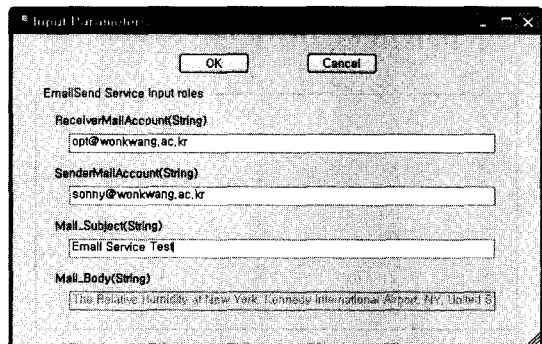 Input Parameters
OK
Cancel
EmailSend Service Input roles
ReceiverMailAccount(String)
opt@wonkwang.ac.kr
SenderMailAccount(String)
sonny@wonkwang.ac.kr
Mail_Subject(String)
Email Service Test
Mail_Body(String)
The Relative Humidity at New York, Kennedy International Airport, NY, United S